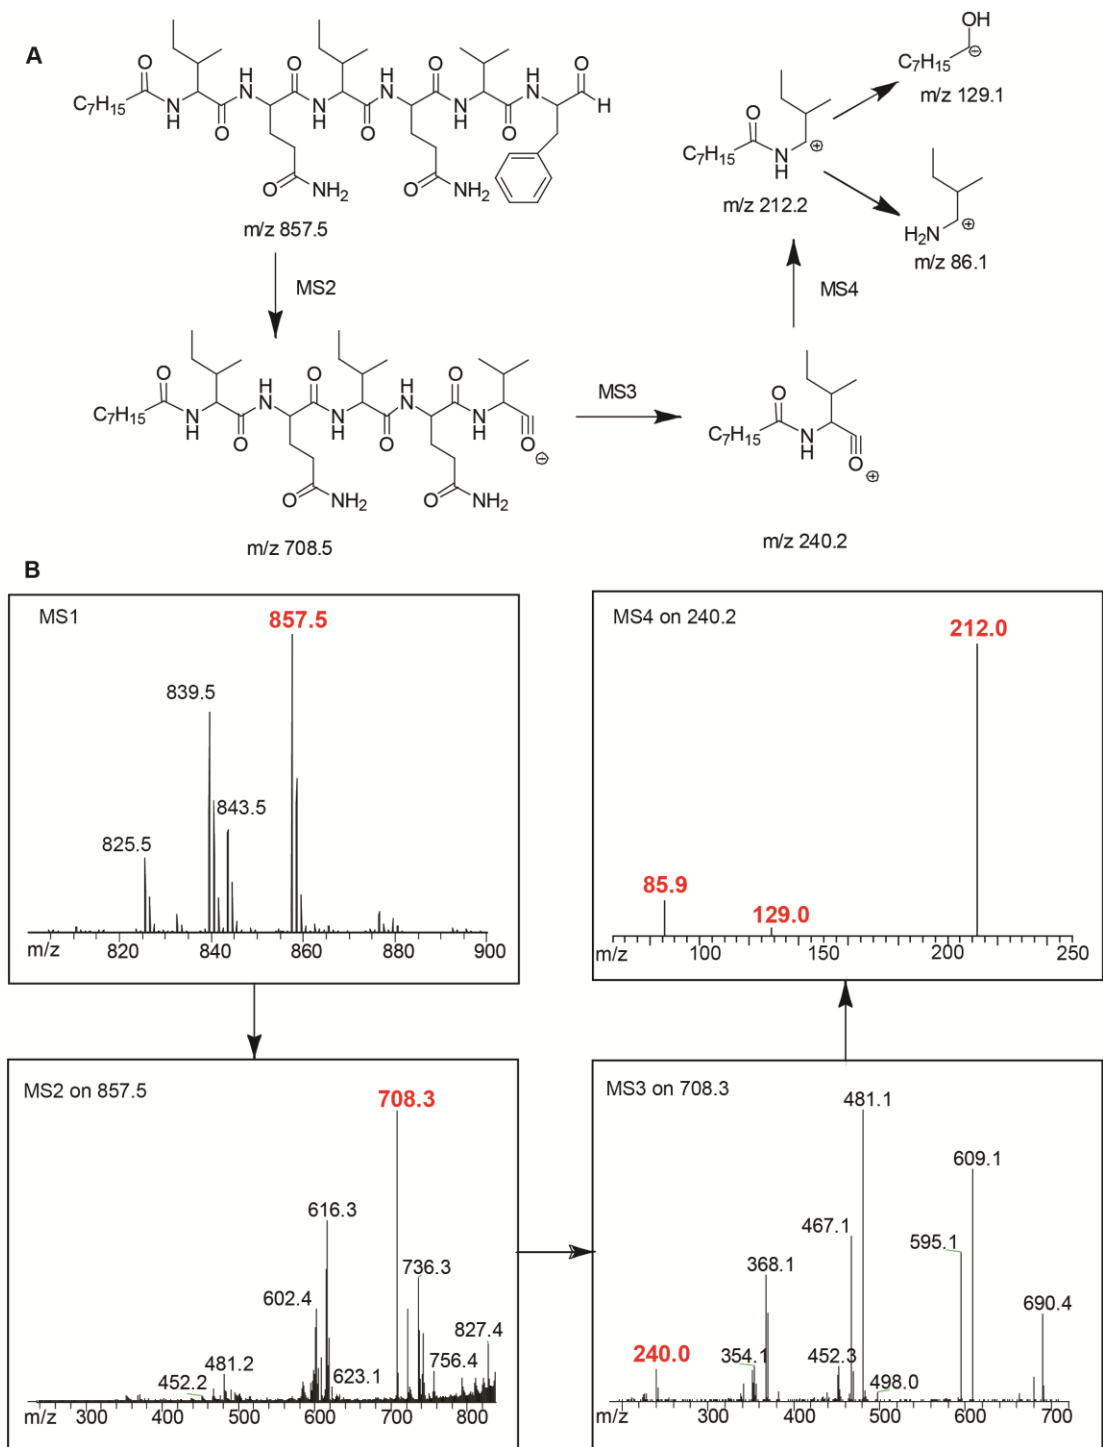 A
O
H
N
O
H
N
O
H
N
O
C7H15
N
H
O
N
H
O
N
H
O
H
O
NH2
O
NH2
m/z 857.5
MS2
OH
C7H15
⊖
m/z 129.1
O
C7H15
N
H
⊕
m/z 212.2
H2N
⊕
m/z 86.1
MS4
O
H
N
O
H
N
O
C7H15
N
H
O
N
H
O
N
H
O
⊖
O
NH2
O
NH2
m/z 708.5
MS3
O
C7H15
N
H
O
⊕
m/z 240.2
B
MS1
857.5
839.5
843.5
825.5
m/z 820 840 860 880 900
MS4 on 240.2
212.0
85.9
129.0
m/z 100 150 200 250
MS2 on 857.5
708.3
616.3
736.3
602.4
827.4
481.2
623.1
756.4
452.2
m/z 300 400 500 600 700 800
MS3 on 708.3
481.1
609.1
467.1
595.1
368.1
690.4
240.0
354.1
452.3
498.0
m/z 300 400 500 600 700